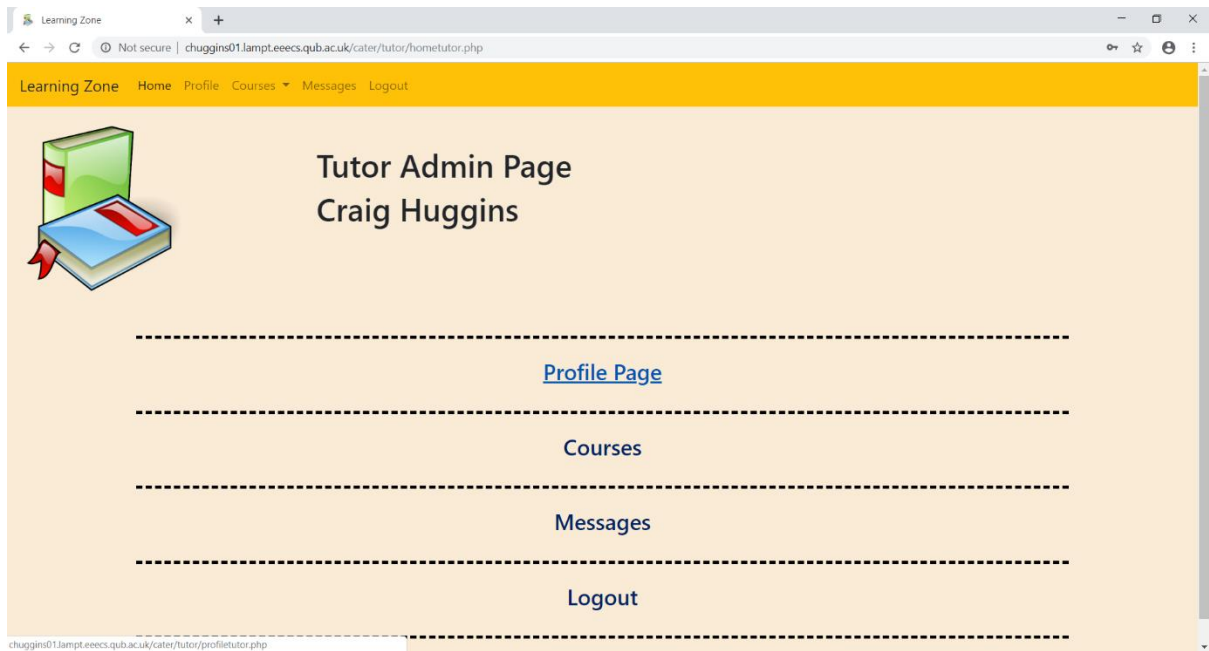 Learning Zone
Not secure | chuggins01.lampt.eeecs.qub.ac.uk/cater/tutor/hometutor.php
Learning Zone Home Profile Courses Messages Logout
Tutor Admin Page
Craig Huggins
Profile Page
Courses
Messages
Logout
chuggins01.lampt.eeecs.qub.ac.uk/cater/tutor/profiletutor.php